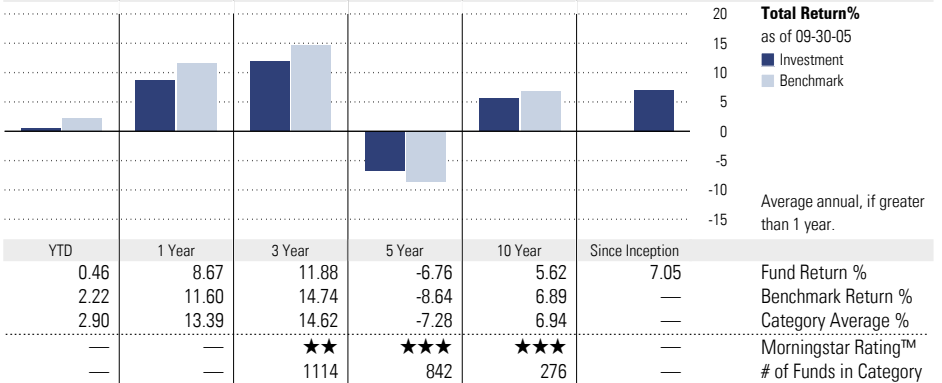 20
15
10
5
0
-5
-10
-15
Total Return%
as of 09-30-05
Investment
Benchmark
Average annual, if greater
than 1 year.
YTD 1 Year 3 Year 5 Year 10 Year Since Inception
0.46 8.67 11.88 -6.76 5.62 7.05 Fund Return %
2.22 11.60 14.74 -8.64 6.89 — Benchmark Return %
2.90 13.39 14.62 -7.28 6.94 — Category Average %
— — ★★ ★★★ ★★★ — Morningstar Rating™
— — 1114 842 276 — # of Funds in Category